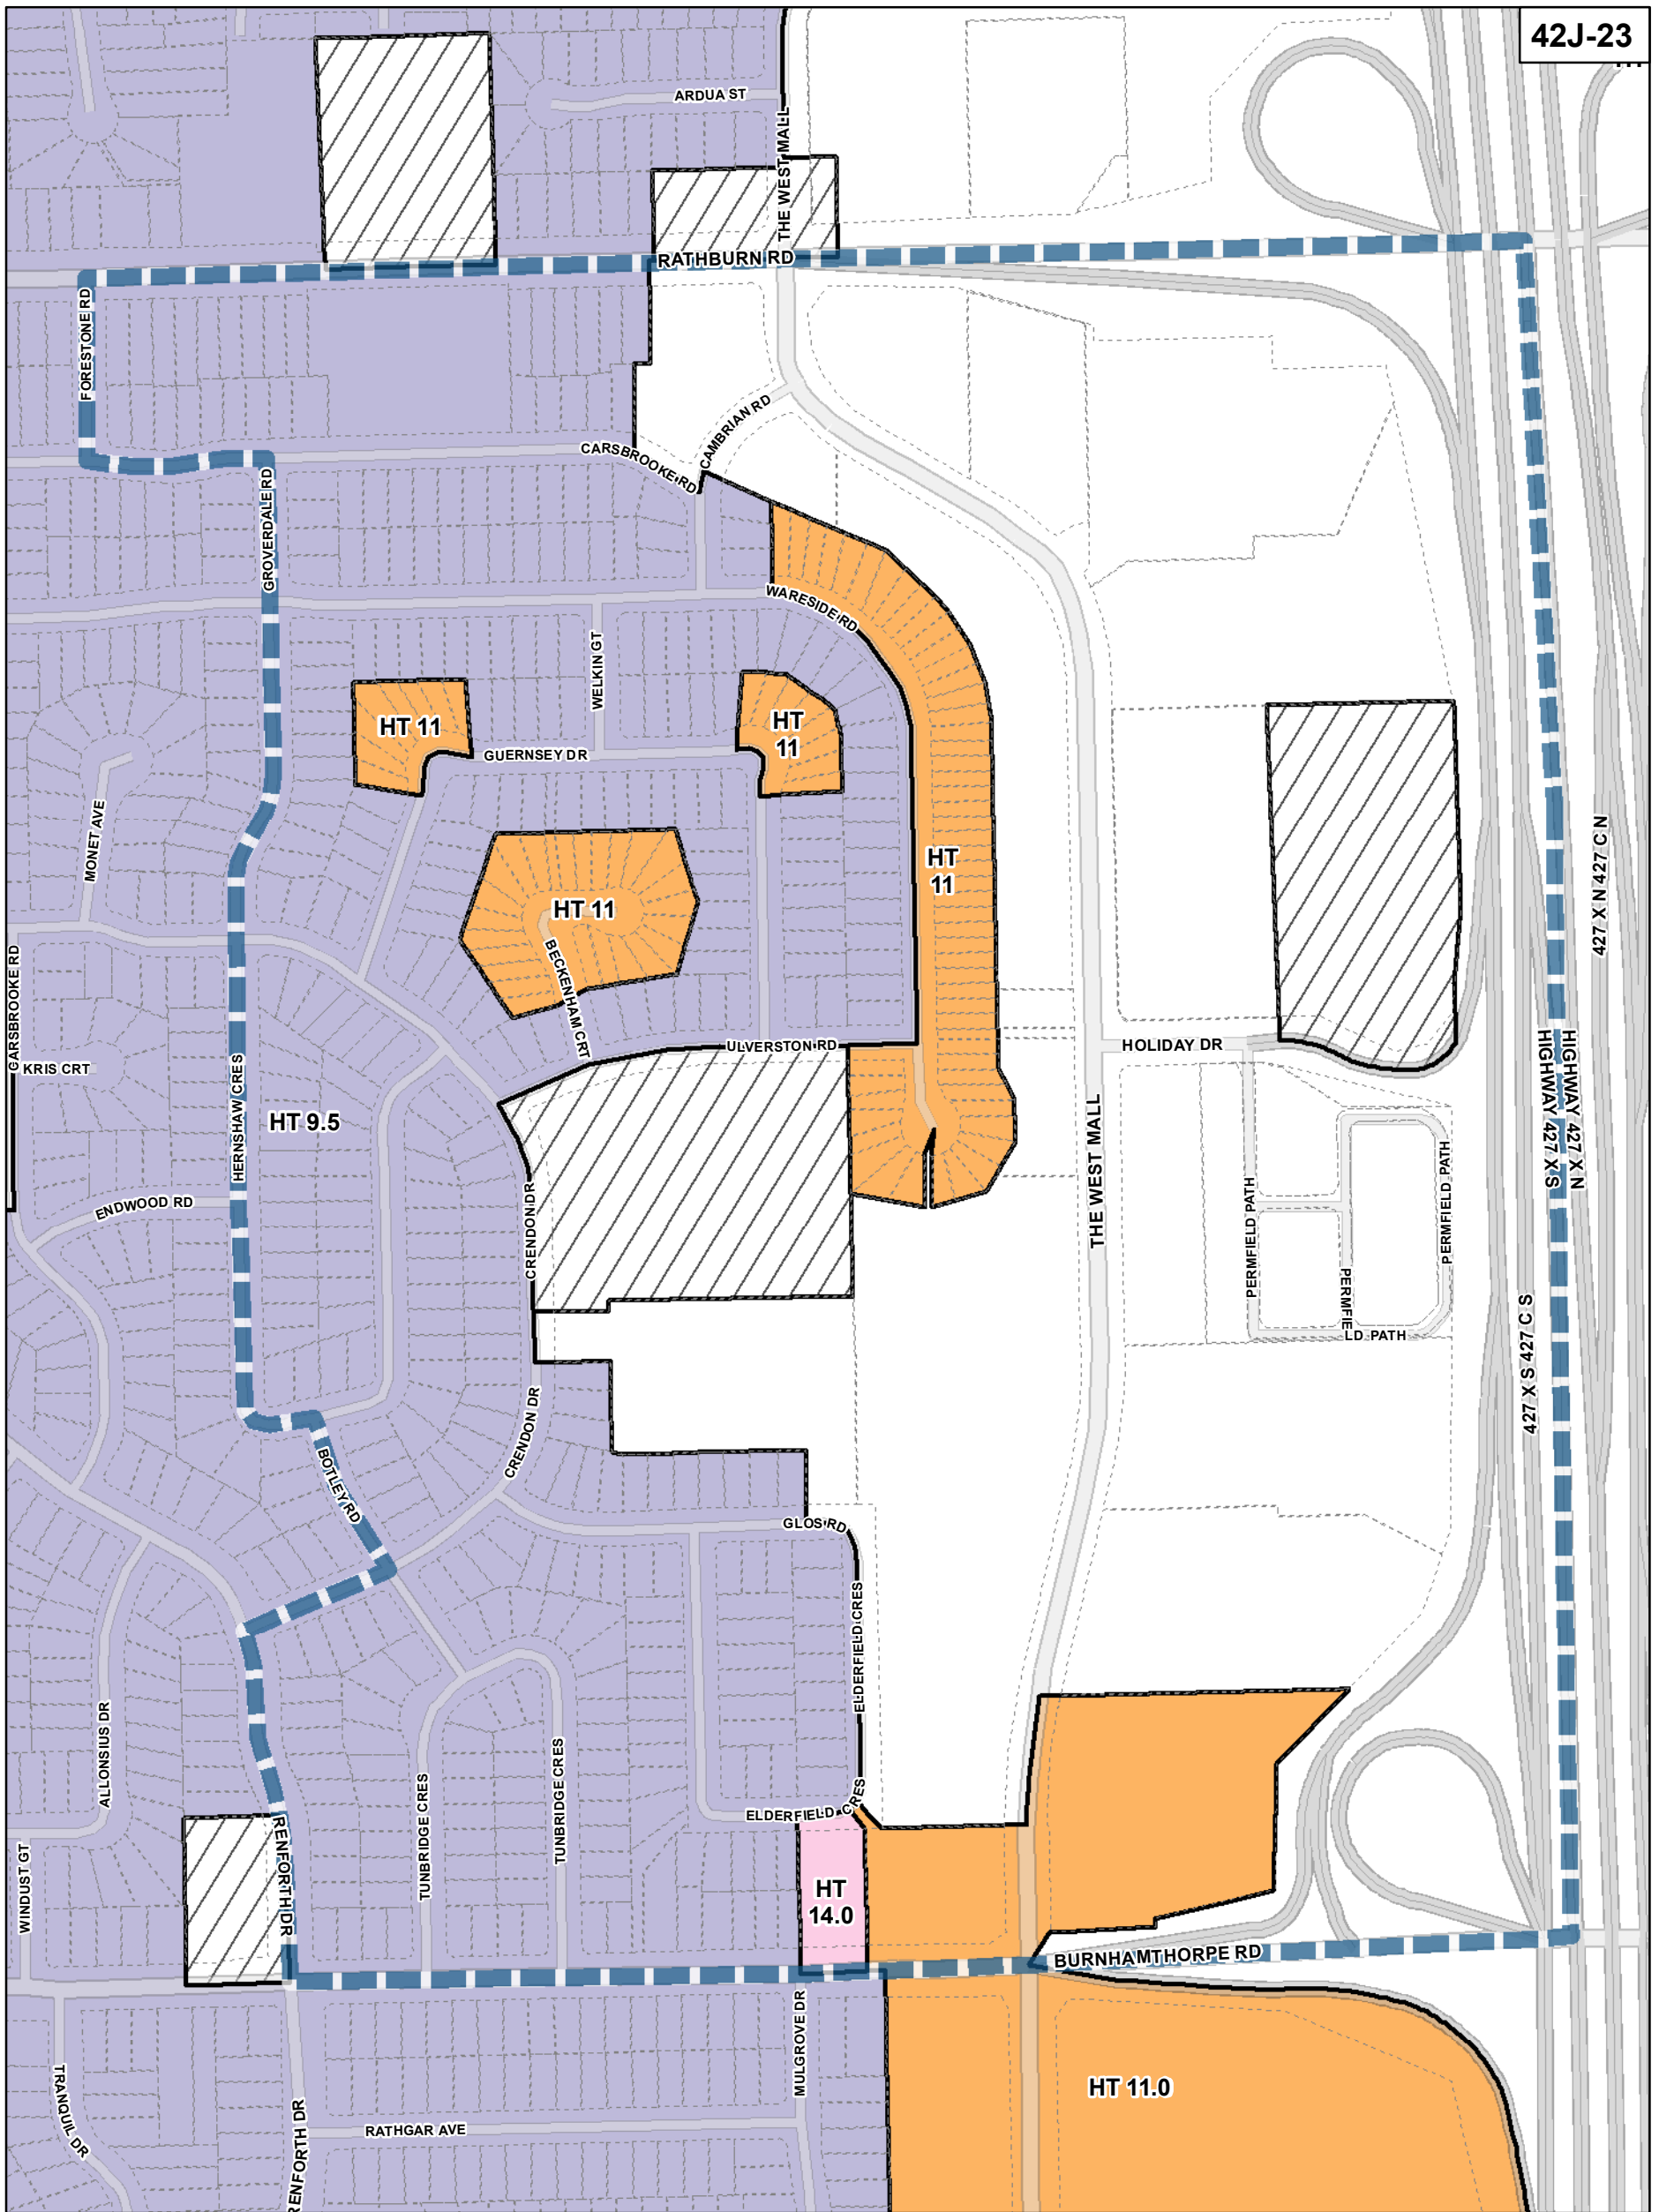 42J-23
ARDUA ST
THE WEST MALL
RATHBURN RD
FORESTONE RD
CAMBRIAN RD
CARSBROOKE RD
GROVERDALE RD
WARESIDE RD
WELKIN GT
HT 11
HT
11
GUERNSEY DR
MONET AVE
HT
11
427 X N 427 C N
HT 11
BECKENHAM CRT
CARSBROOKE RD
ULVERSTON RD
HOLIDAY DR
KRIS CRT
HERNSHAW CRES
HT 9.5
HIGHWAY 427 X S
HIGHWAY 427 X N
THE WEST MALL
ENDWOOD RD
CRENDON DR
PERMFIELD PATH
PERMFIELD PATH
PERMFIE
LD PATH
427 X S 427 C S
CRENDON DR
BOTLEY RD
GLOS RD
ELDERFIELD CRES
ALLONSIUS DR
TUNBRIDGE CRES
TUNBRIDGE CRES
ELDERFIELD CRES
WINDUST GT
RENFORTH DR
HT
14.0
BURNHAMTHORPE RD
MULGROVE DR
TRANQUIL DR
RENFORTH DR
RATHGAR AVE
HT 11.0